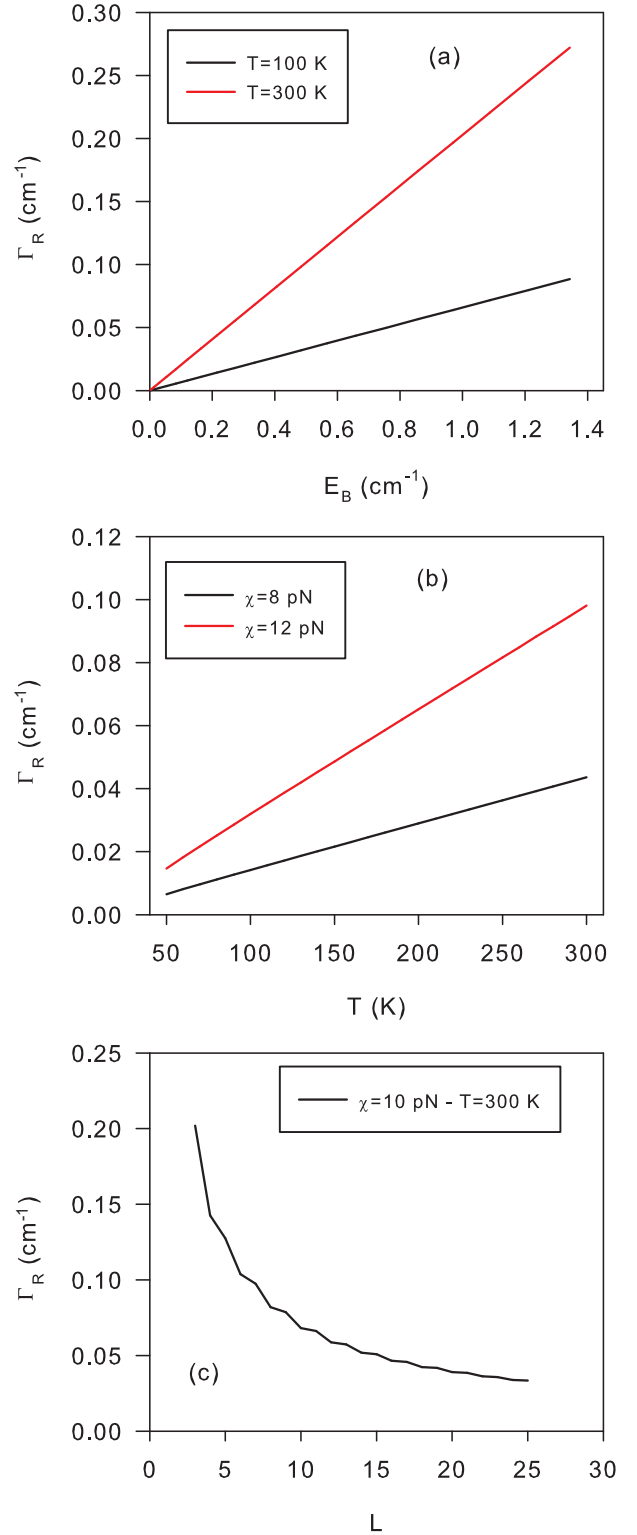 0.30
(a)
T=100 K
T=300 K
0.25
0.20
0.15
0.10
0.05
0.00
Γ_R (cm⁻¹)
0.0 0.2 0.4 0.6 0.8 1.0 1.2 1.4
E_B (cm⁻¹)
0.12
(b)
χ=8 pN
χ=12 pN
0.10
0.08
0.06
0.04
0.02
0.00
Γ_R (cm⁻¹)
50 100 150 200 250 300
T (K)
0.25
χ=10 pN - T=300 K
0.20
0.15
0.10
0.05
0.00
Γ_R (cm⁻¹)
(c)
0 5 10 15 20 25 30
L